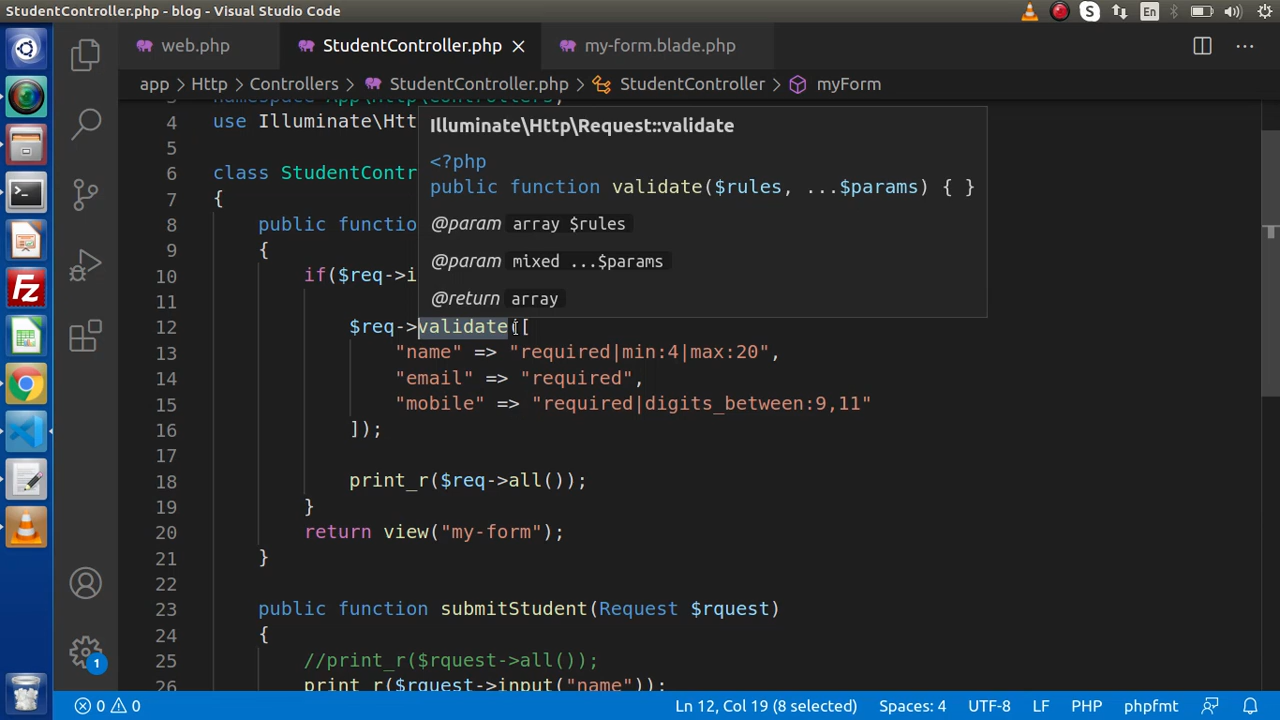 StudentController.php - blog - Visual Studio Code
En
web.php
StudentController.php
my-form.blade.php
app > Http > Controllers > StudentController.php > StudentController > myForm
4 use Illuminate\Htt
5
6 class StudentContr
7 {
8 public functio
9 {
10 if($req->i
11
12 $req->validate([
13 "name" => "required|min:4|max:20",
14 "email" => "required",
15 "mobile" => "required|digits_between:9,11"
16 ]);
17
18 print_r($req->all());
19 }
20 return view("my-form");
21 }
22
23 public function submitStudent(Request $rquest)
24 {
25 //print_r($rquest->all());
26 print_r($rquest->input("name"));
Illuminate\Http\Request::validate
<?php
public function validate($rules, ...$params) { }
@param array $rules
@param mixed ...$params
@return array
1
0 0
Ln 12, Col 19 (8 selected)
Spaces: 4
UTF-8
LF
PHP
phpfmt